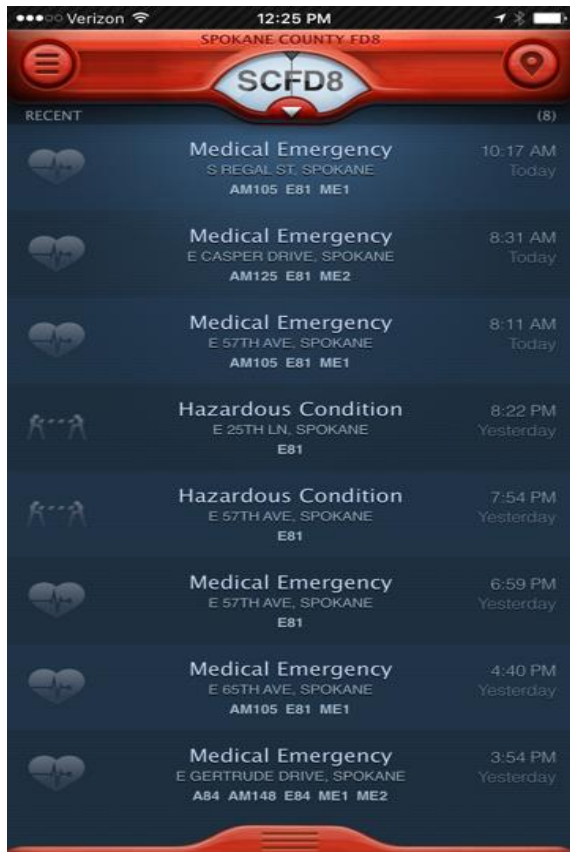 Verizon 12:25 PM
SPOKANE COUNTY FD8
SCFD8
RECENT (8)
Medical Emergency 10:17 AM
S REGAL ST, SPOKANE Today
AM105 E81 ME1
Medical Emergency 8:31 AM
E CASPER DRIVE, SPOKANE Today
AM125 E81 ME2
Medical Emergency 8:11 AM
E 57TH AVE, SPOKANE Today
AM105 E81 ME1
Hazardous Condition 8:22 PM
E 25TH LN, SPOKANE Yesterday
E81
Hazardous Condition 7:54 PM
E 57TH AVE, SPOKANE Yesterday
E81
Medical Emergency 6:59 PM
E 57TH AVE, SPOKANE Yesterday
E81
Medical Emergency 4:40 PM
E 65TH AVE, SPOKANE Yesterday
AM105 E81 ME1
Medical Emergency 3:54 PM
E GERTRUDE DRIVE, SPOKANE Yesterday
A84 AM148 E84 ME1 ME2